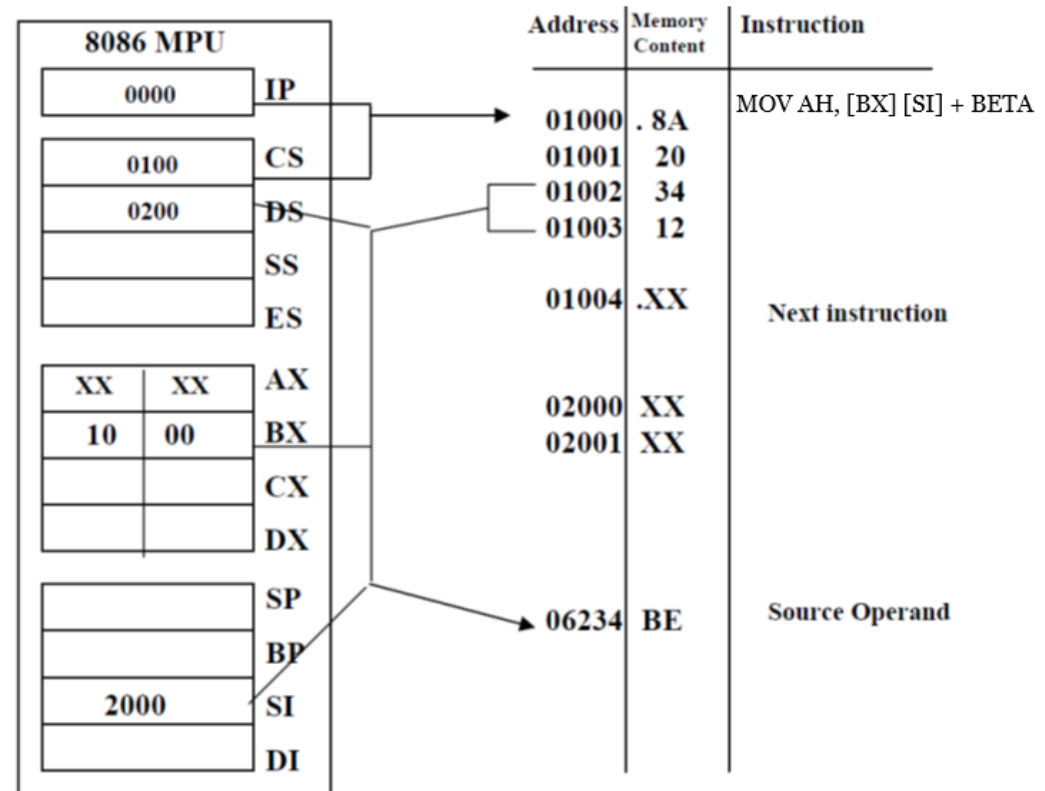 8086 MPU
0000 IP
0100 CS
0200 DS
SS
ES
XX XX AX
10 00 BX
CX
DX
SP
BP
2000 SI
DI
Address Memory Content Instruction
MOV AH, [BX] [SI] + BETA
01000 . 8A
01001 20
01002 34
01003 12
01004 .XX Next instruction
02000 XX
02001 XX
06234 BE Source Operand